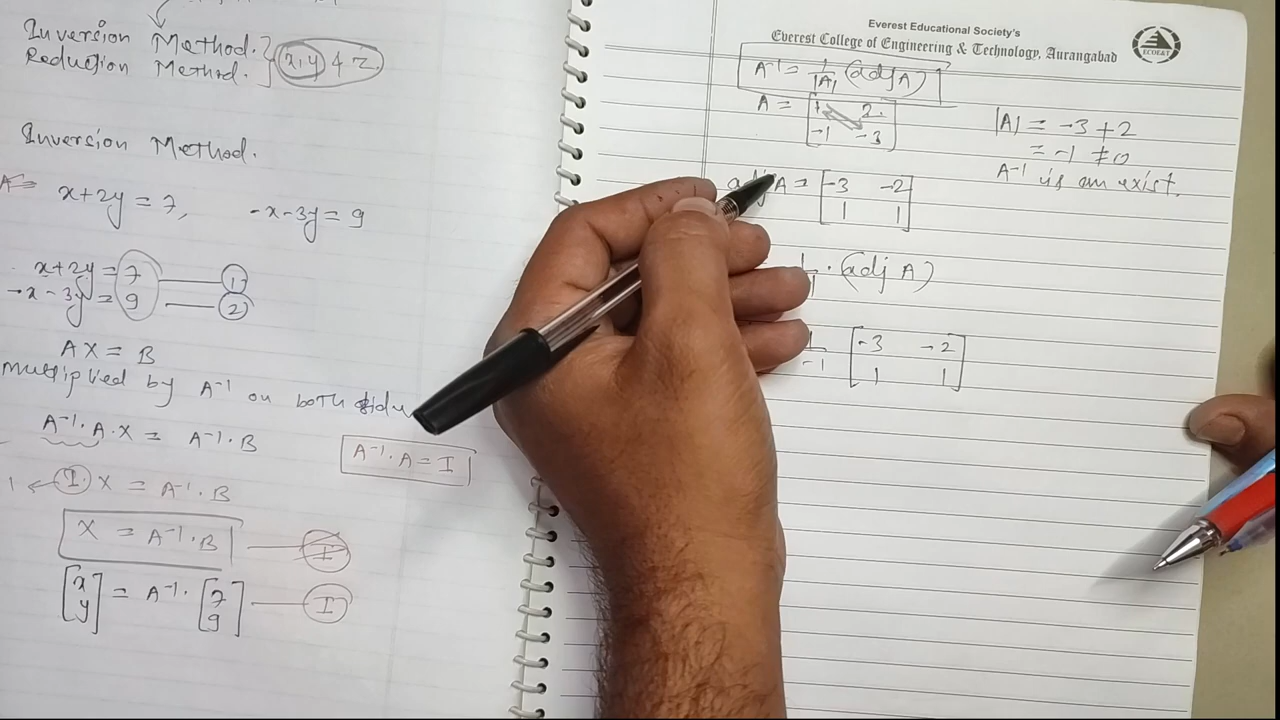 Inversion Method.
Reduction Method. } x, y & z
Inversion Method.
x+2y = 7, -x-3y = 9
x+2y = 7 — 1
-x-3y = 9 — 2
AX = B
multiplied by A⁻¹ on both
A⁻¹·A·X = A⁻¹·B
A⁻¹·A = I
I·X = A⁻¹·B
X = A⁻¹·B — I
[x y] = A⁻¹·[7 9] — I
Everest Educational Society's
Everest College of Engineering & Technology, Aurangabad
ECOE&T
A⁻¹ = 1/|A| (adj A)
A = [1 2
-1 -3]
|A| = -3+2
= -1 ≠ 0
A⁻¹ is an exist.
adj A = [-3 -2
1 1]
· (adj A)
1/-1 [-3 -2
1 1]